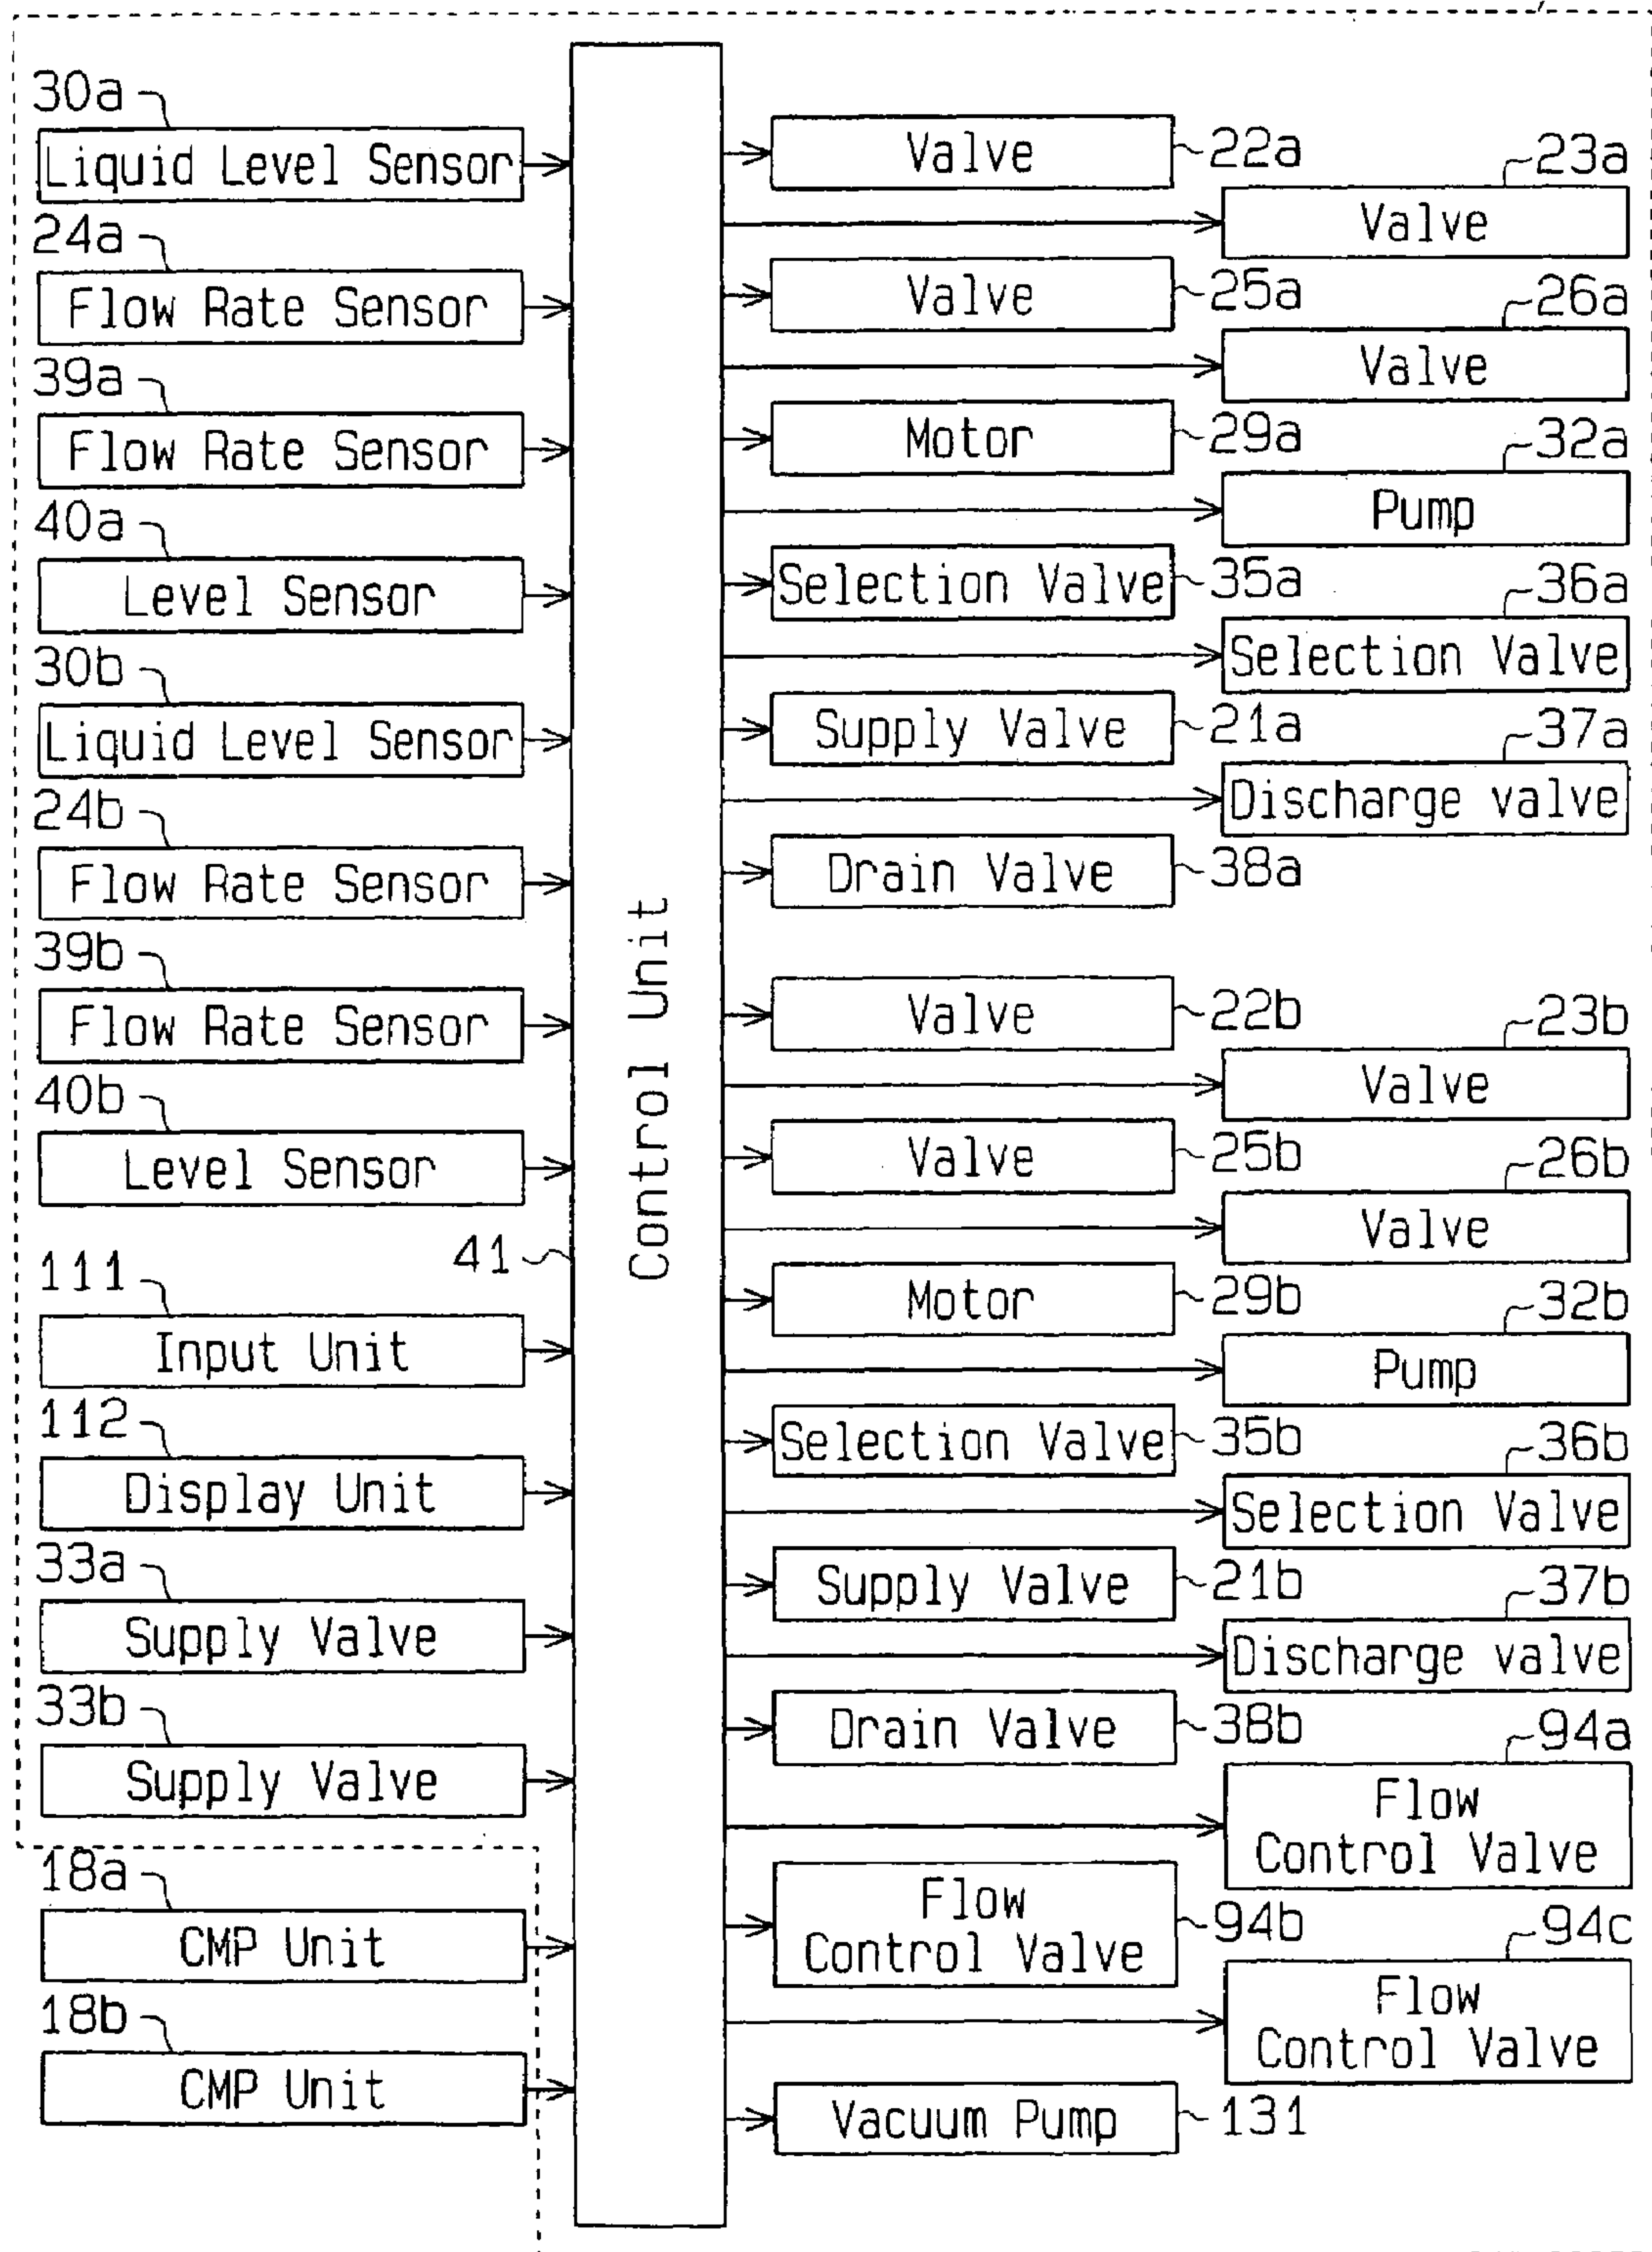 30a
Liquid Level Sensor
24a
Flow Rate Sensor
39a
Flow Rate Sensor
40a
Level Sensor
30b
Liquid Level Sensor
24b
Flow Rate Sensor
39b
Flow Rate Sensor
40b
Level Sensor
111
Input Unit
112
Display Unit
33a
Supply Valve
33b
Supply Valve
18a
CMP Unit
18b
CMP Unit
41
Control Unit
Valve 22a
23a
Valve
Valve 25a
26a
Valve
Motor 29a
32a
Pump
Selection Valve 35a
36a
Selection Valve
Supply Valve 21a
37a
Discharge valve
Drain Valve 38a
Valve 22b
23b
Valve
Valve 25b
26b
Valve
Motor 29b
32b
Pump
Selection Valve 35b
36b
Selection Valve
Supply Valve 21b
37b
Discharge valve
Drain Valve 38b
94a
Flow
Control Valve
Flow
Control Valve 94b
94c
Flow
Control Valve
Vacuum Pump 131